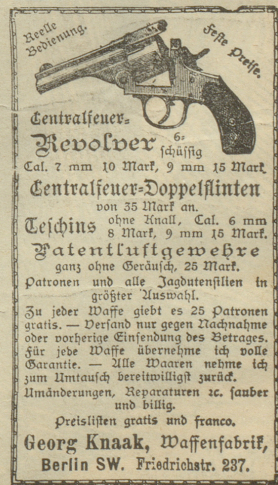 Reelle
Bedienung.
Feste Preise.
Centralfeuer-
Revolver 6-
schüssig
Cal. 7 mm 10 Mark, 9 mm 15 Mark
Centralfeuer-Doppelflinten
von 35 Mark an.
Teschins ohne Knall, Cal. 6 mm
8 Mark, 9 mm 15 Mark.
Patentluftgewehre
ganz ohne Geräusch, 25 Mark.
Patronen und alle Jagdutensilien in
größter Auswahl.
Zu jeder Waffe giebt es 25 Patronen
gratis. — Versand nur gegen Nachnahme
oder vorherige Einsendung des Betrages.
Für jede Waffe übernehme ich volle
Garantie. — Alle Waaren nehme ich
zum Umtausch bereitwilligst zurück.
Umänderungen, Reparaturen ꝛc. sauber
und billig.
Preislisten gratis und franco.
Georg Knaak, Waffenfabrik,
Berlin SW. Friedrichstr. 237.